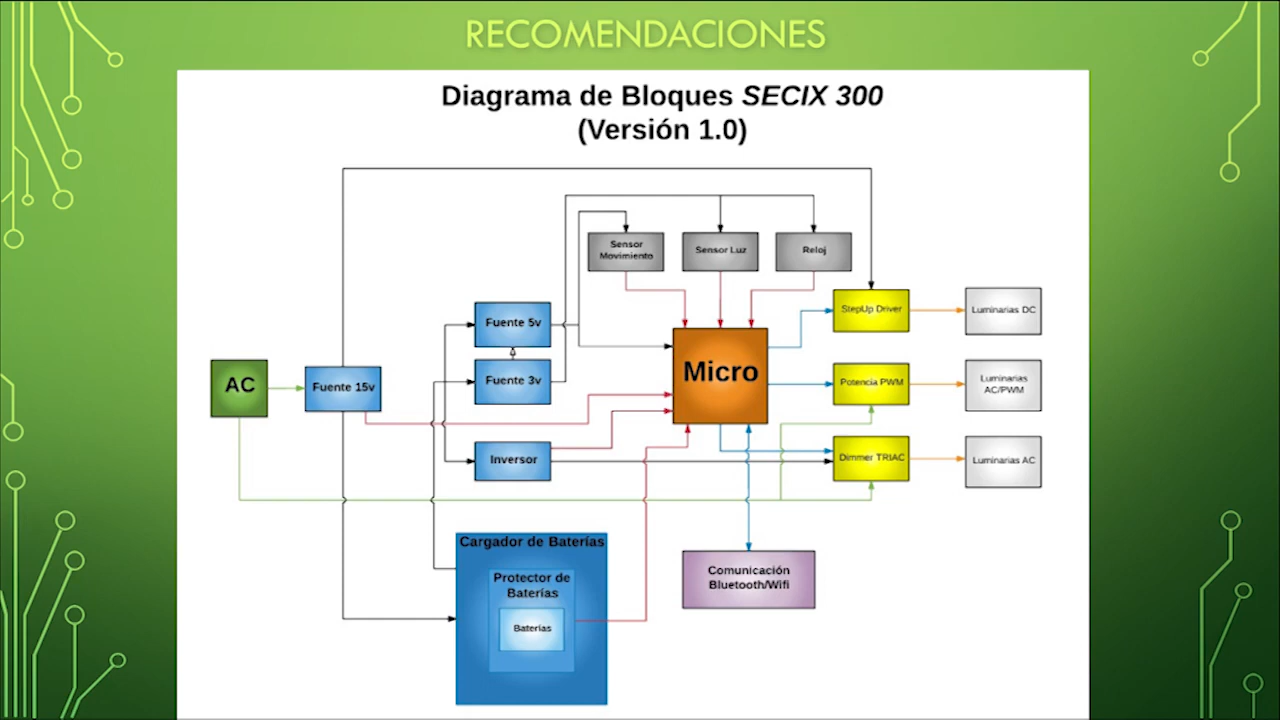 RECOMENDACIONES
Diagrama de Bloques SECIX 300
(Versión 1.0)
Sensor
Movimiento
Sensor Luz
Reloj
Fuente 5v
StepUp Driver
Luminarias DC
AC
Fuente 15v
Fuente 3v
Micro
Potencia PWM
Luminarias
AC/PWM
Inversor
Dimmer TRIAC
Luminarias AC
Cargador de Baterías
Protector de
Baterías
Baterías
Comunicación
Bluetooth/Wifi